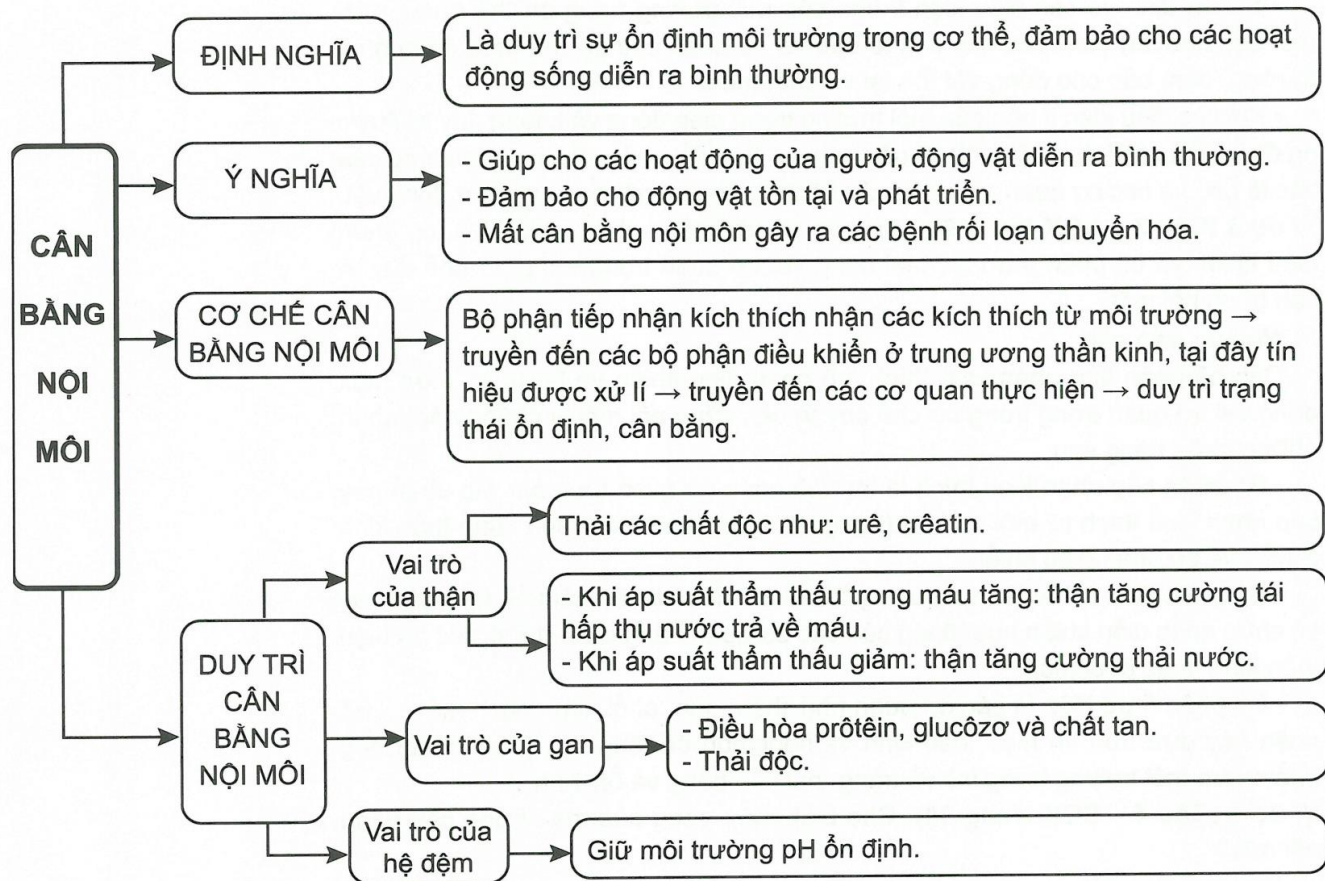 CÂN
BẰNG
NỘI
MÔI
ĐỊNH NGHĨA
Là duy trì sự ổn định môi trường trong cơ thể, đảm bảo cho các hoạt
động sống diễn ra bình thường.
Ý NGHĨA
- Giúp cho các hoạt động của người, động vật diễn ra bình thường.
- Đảm bảo cho động vật tồn tại và phát triển.
- Mất cân bằng nội môn gây ra các bệnh rối loạn chuyển hóa.
CƠ CHẾ CÂN
BẰNG NỘI MÔI
Bộ phận tiếp nhận kích thích nhận các kích thích từ môi trường →
truyền đến các bộ phận điều khiển ở trung ương thần kinh, tại đây tín
hiệu được xử lí → truyền đến các cơ quan thực hiện → duy trì trạng
thái ổn định, cân bằng.
DUY TRÌ
CÂN
BẰNG
NỘI MÔI
Vai trò
của thận
Thải các chất độc như: urê, crêatin.
- Khi áp suất thẩm thấu trong máu tăng: thận tăng cường tái
hấp thụ nước trả về máu.
- Khi áp suất thẩm thấu giảm: thận tăng cường thải nước.
Vai trò của gan
- Điều hòa prôtêin, glucôzơ và chất tan.
- Thải độc.
Vai trò của
hệ đệm
Giữ môi trường pH ổn định.